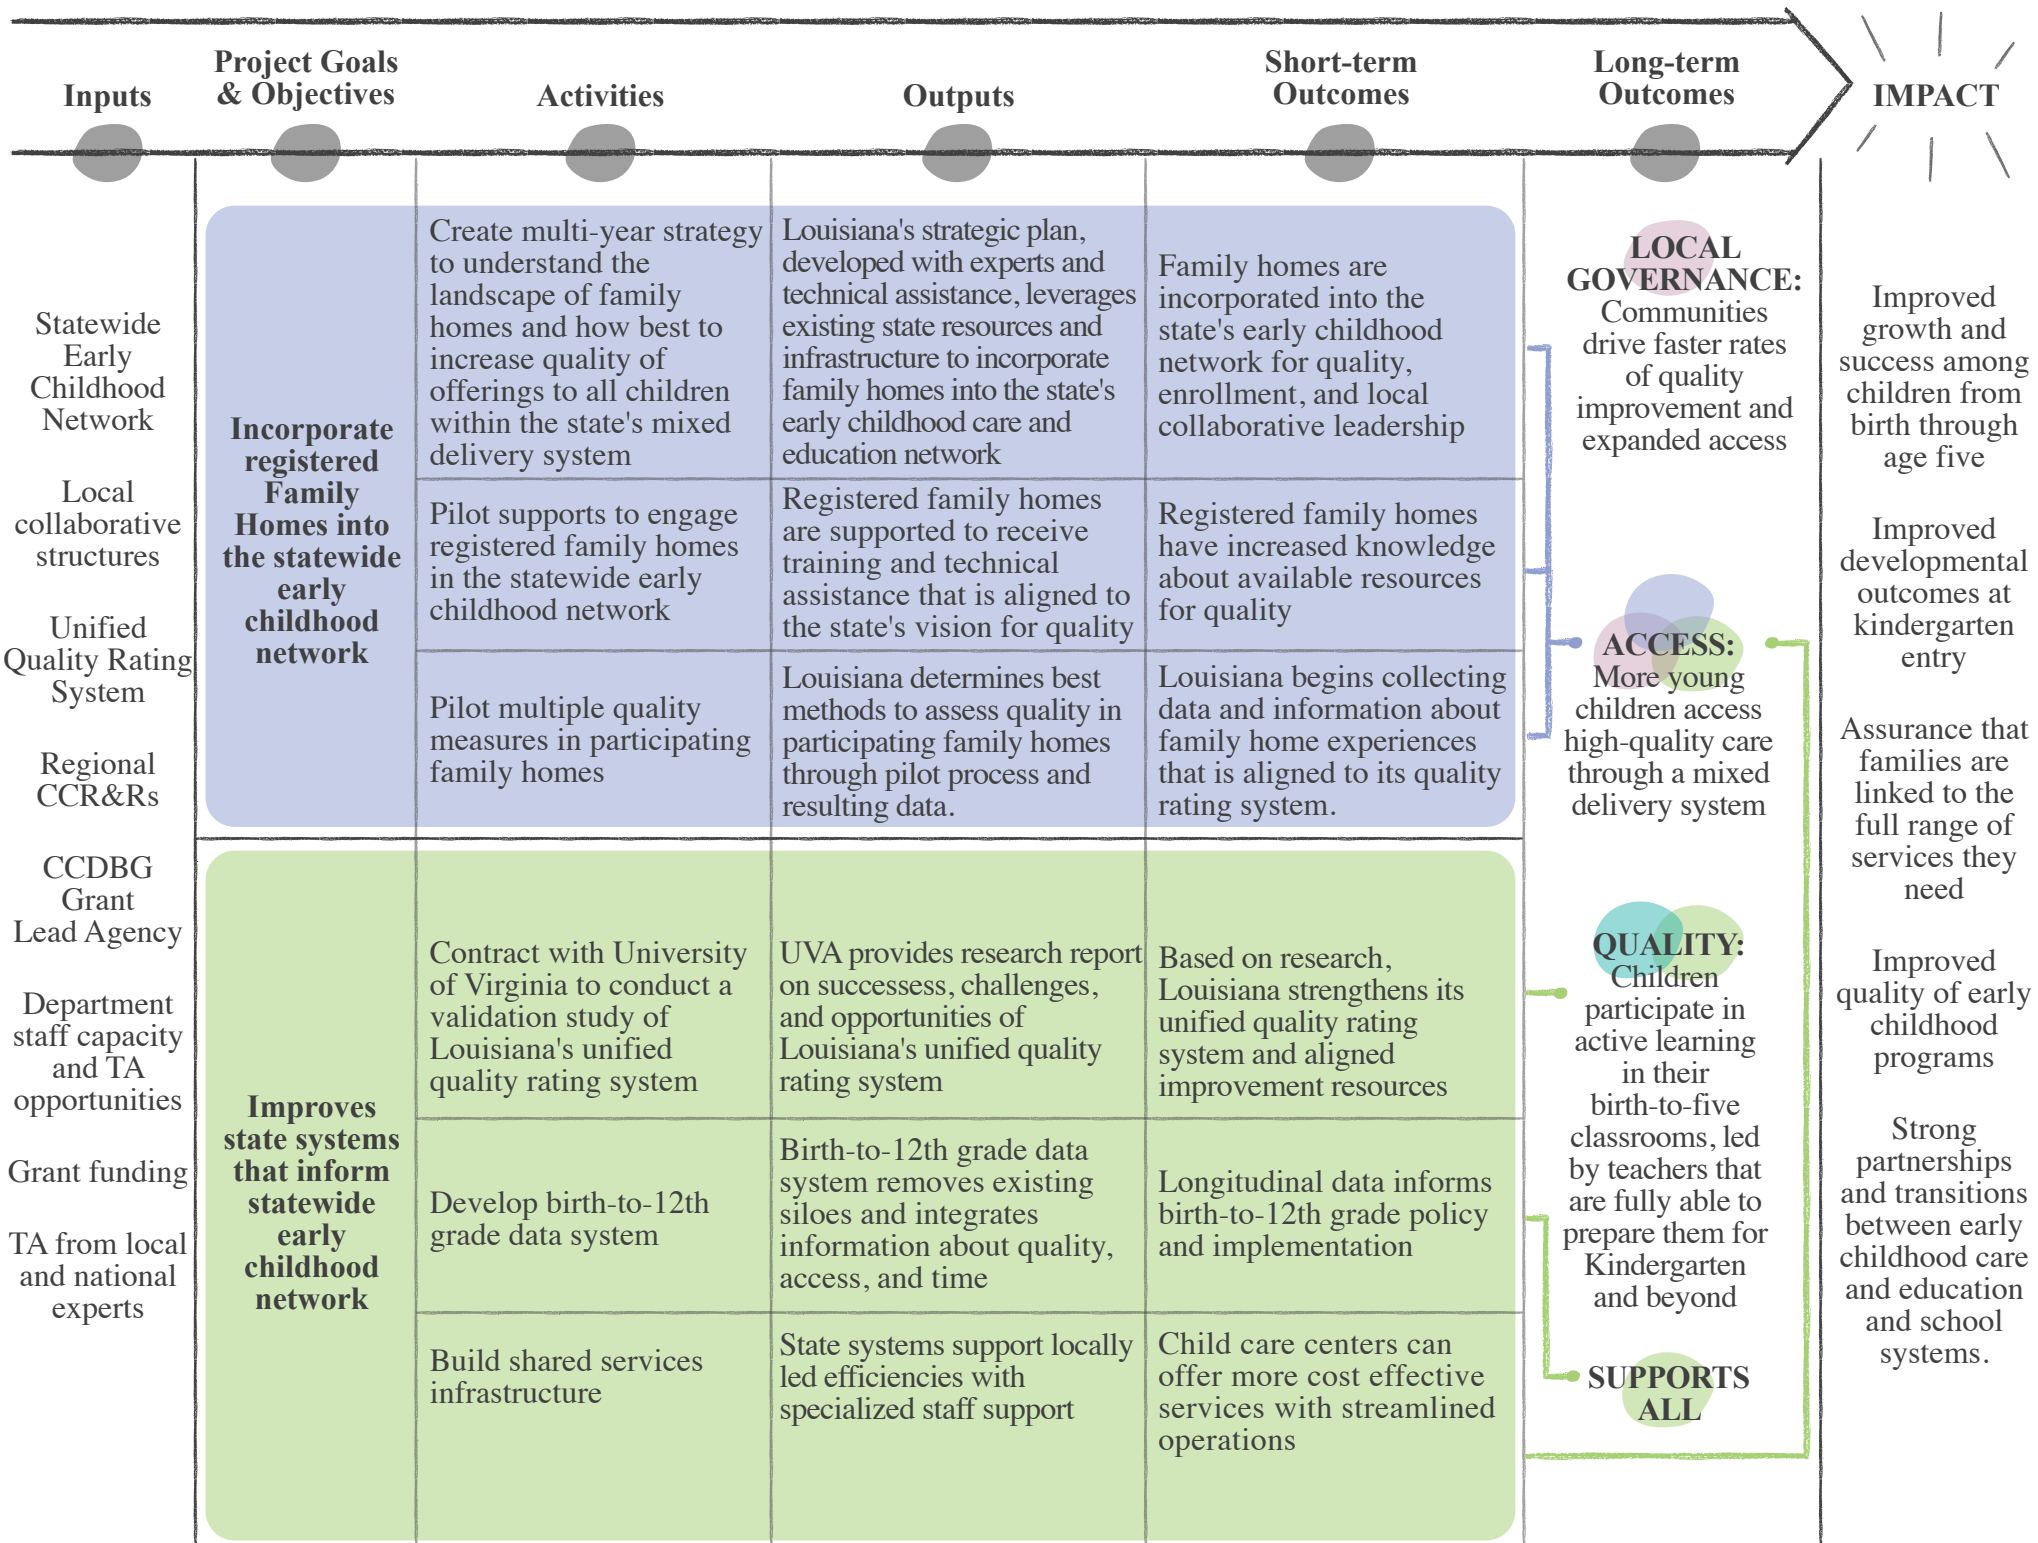 Inputs
Project Goals
& Objectives
Activities
Outputs
Short-term
Outcomes
Long-term
Outcomes
IMPACT
Statewide
Early
Childhood
Network
Local
collaborative
structures
Unified
Quality Rating
System
Regional
CCR&Rs
CCDBG
Grant
Lead Agency
Department
staff capacity
and TA
opportunities
Grant funding
TA from local
and national
experts
Incorporate
registered
Family
Homes into
the statewide
early
childhood
network
Create multi-year strategy
to understand the
landscape of family
homes and how best to
increase quality of
offerings to all children
within the state's mixed
delivery system
Louisiana's strategic plan,
developed with experts and
technical assistance, leverages
existing state resources and
infrastructure to incorporate
family homes into the state's
early childhood care and
education network
Family homes are
incorporated into the
state's early childhood
network for quality,
enrollment, and local
collaborative leadership
Pilot supports to engage
registered family homes
in the statewide early
childhood network
Registered family homes
are supported to receive
training and technical
assistance that is aligned to
the state's vision for quality
Registered family homes
have increased knowledge
about available resources
for quality
Pilot multiple quality
measures in participating
family homes
Louisiana determines best
methods to assess quality in
participating family homes
through pilot process and
resulting data.
Louisiana begins collecting
data and information about
family home experiences
that is aligned to its quality
rating system.
Improves
state systems
that inform
statewide
early
childhood
network
Contract with University
of Virginia to conduct a
validation study of
Louisiana's unified
quality rating system
UVA provides research report
on successess, challenges,
and opportunities of
Louisiana's unified quality
rating system
Based on research,
Louisiana strengthens its
unified quality rating
system and aligned
improvement resources
Develop birth-to-12th
grade data system
Birth-to-12th grade data
system removes existing
siloes and integrates
information about quality,
access, and time
Longitudinal data informs
birth-to-12th grade policy
and implementation
Build shared services
infrastructure
State systems support locally
led efficiencies with
specialized staff support
Child care centers can
offer more cost effective
services with streamlined
operations
LOCAL
GOVERNANCE:
Communities
drive faster rates
of quality
improvement and
expanded access
ACCESS:
More young
children access
high-quality care
through a mixed
delivery system
QUALITY:
Children
participate in
active learning
in their
birth-to-five
classrooms, led
by teachers that
are fully able to
prepare them for
Kindergarten
and beyond
SUPPORTS
ALL
Improved
growth and
success among
children from
birth through
age five
Improved
developmental
outcomes at
kindergarten
entry
Assurance that
families are
linked to the
full range of
services they
need
Improved
quality of early
childhood
programs
Strong
partnerships
and transitions
between early
childhood care
and education
and school
systems.